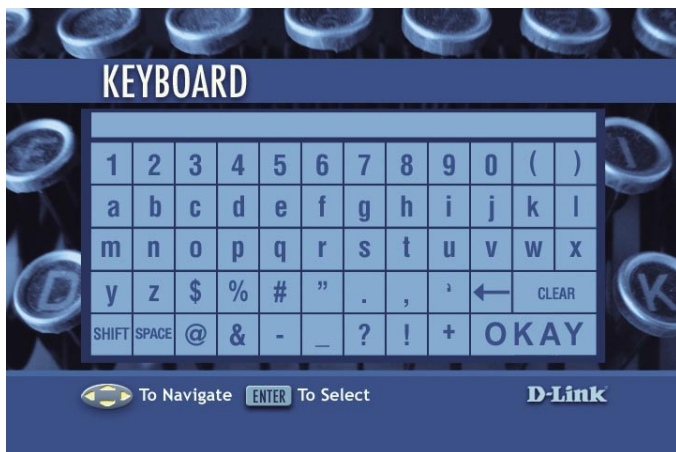 KEYBOARD
1 2 3 4 5 6 7 8 9 0 ( )
a b c d e f g h i j k l
m n o p q r s t u v w x
y z $ % # " . , ' ← CLEAR
SHIFT SPACE @ & - _ ? ! + OKAY
To Navigate ENTER To Select D-Link
D
K